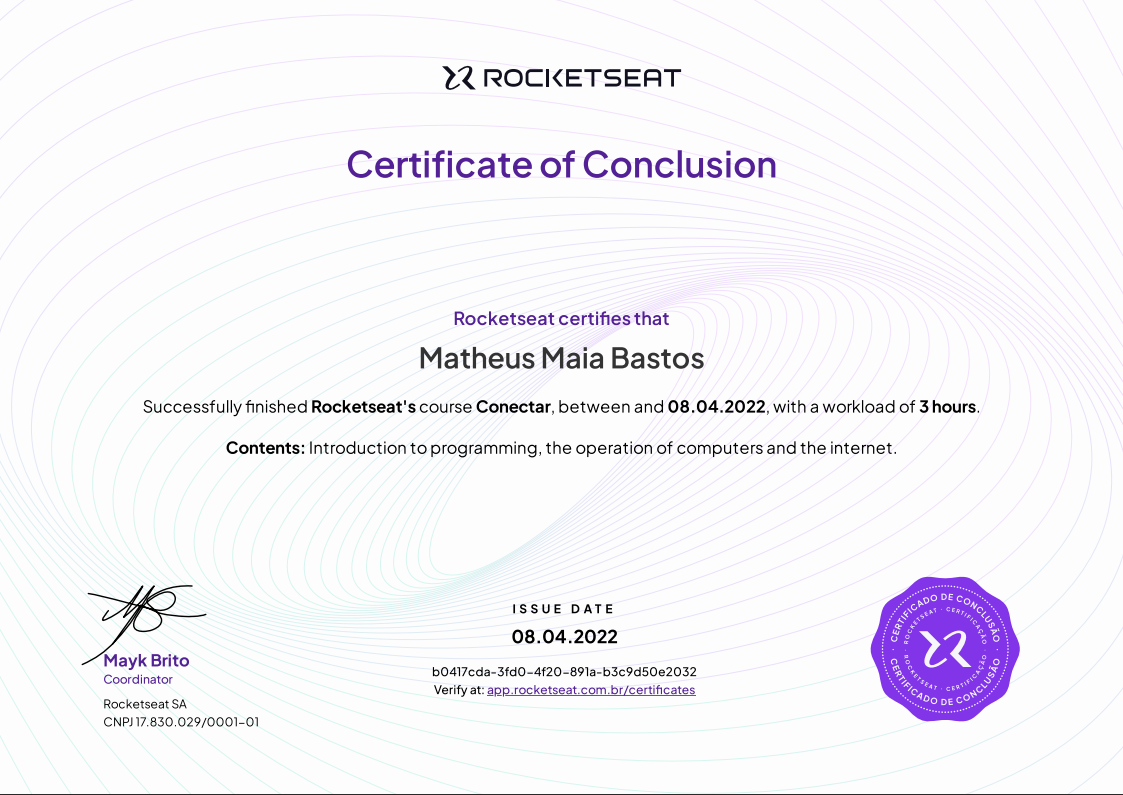 ROCKETSEAT
Certificate of Conclusion
Rocketseat certifies that
Matheus Maia Bastos
Successfully finished Rocketseat's course Conectar, between and 08.04.2022, with a workload of 3 hours.
Contents: Introduction to programming, the operation of computers and the internet.
Mayk Brito
Coordinator
Rocketseat SA
CNPJ 17.830.029/0001-01
ISSUE DATE
08.04.2022
b0417cda-3fd0-4f20-891a-b3c9d50e2032
Verify at: app.rocketseat.com.br/certificates
CERTIFICADO DE CONCLUSÃO
ROCKETSEAT · CERTIFICAÇÃO
ROCKETSEAT · CERTIFICAÇÃO
CERTIFICADO DE CONCLUSÃO